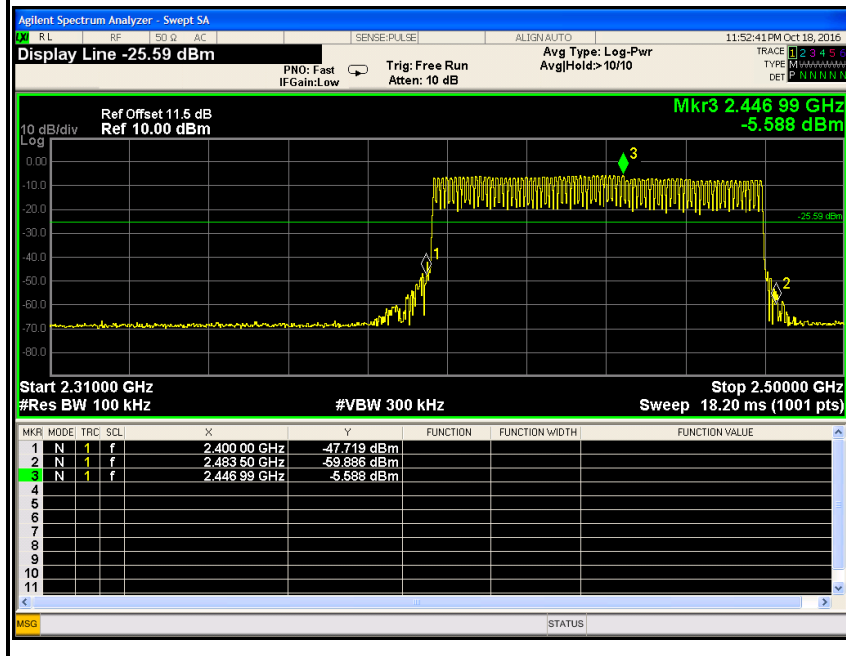 Agilent Spectrum Analyzer - Swept SA
LXI RL RF 50 Ω AC SENSE:PULSE ALIGN AUTO 11:52:41 PM Oct 18, 2016
Display Line -25.59 dBm
PNO: Fast
IFGain:Low
Trig: Free Run
Atten: 10 dB
Avg Type: Log-Pwr
Avg|Hold:>10/10
TRACE 1 2 3 4 5 6
TYPE M
DET P N N N N N
Mkr3 2.446 99 GHz
-5.588 dBm
Ref Offset 11.5 dB
10 dB/div Ref 10.00 dBm
Log
3
0.00
-10.0
-20.0
-25.59 dBm
-30.0
1
-40.0
-50.0
2
-60.0
-70.0
-80.0
Start 2.31000 GHz Stop 2.50000 GHz
#Res BW 100 kHz #VBW 300 kHz Sweep 18.20 ms (1001 pts)
MKR MODE TRC SCL X Y FUNCTION FUNCTION WIDTH FUNCTION VALUE
1 N 1 f 2.400 00 GHz -47.719 dBm
2 N 1 f 2.483 50 GHz -59.886 dBm
3 N 1 f 2.446 99 GHz -5.588 dBm
4
5
6
7
8
9
10
11
MSG STATUS